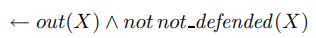 ← out(X) ∧ not not_defended(X)